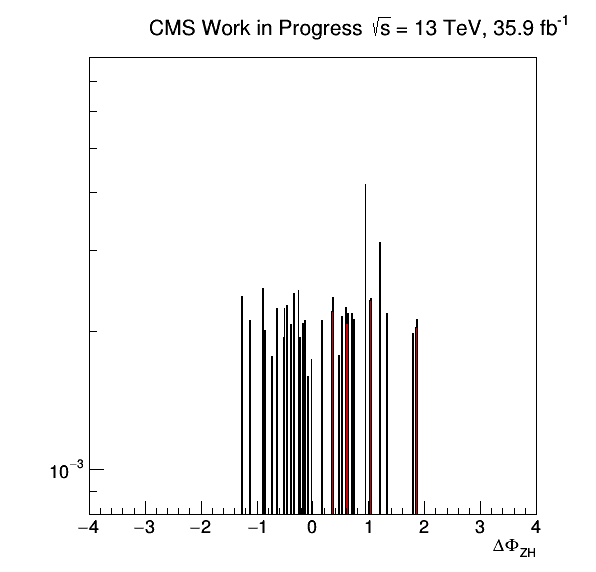 CMS Work in Progress √s = 13 TeV, 35.9 fb⁻¹
10⁻³
−4 −3 −2 −1 0 1 2 3 4
ΔΦ_ZH